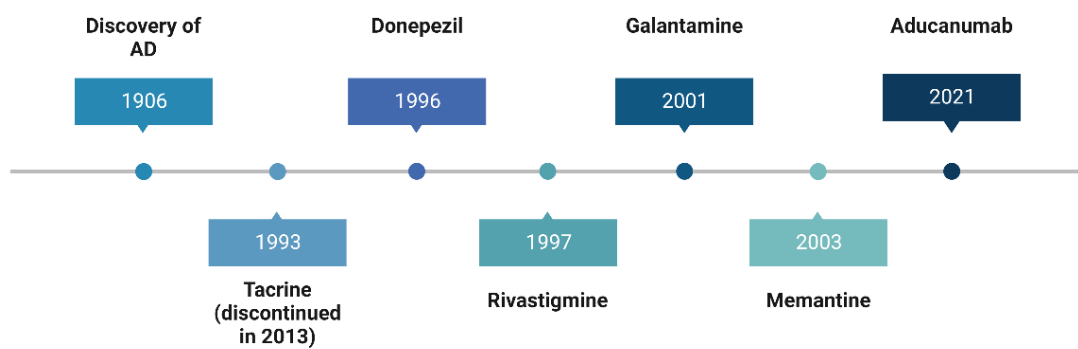 Discovery of
AD
1906
1993
Tacrine
(discontinued
in 2013)
Donepezil
1996
1997
Rivastigmine
Galantamine
2001
2003
Memantine
Aducanumab
2021